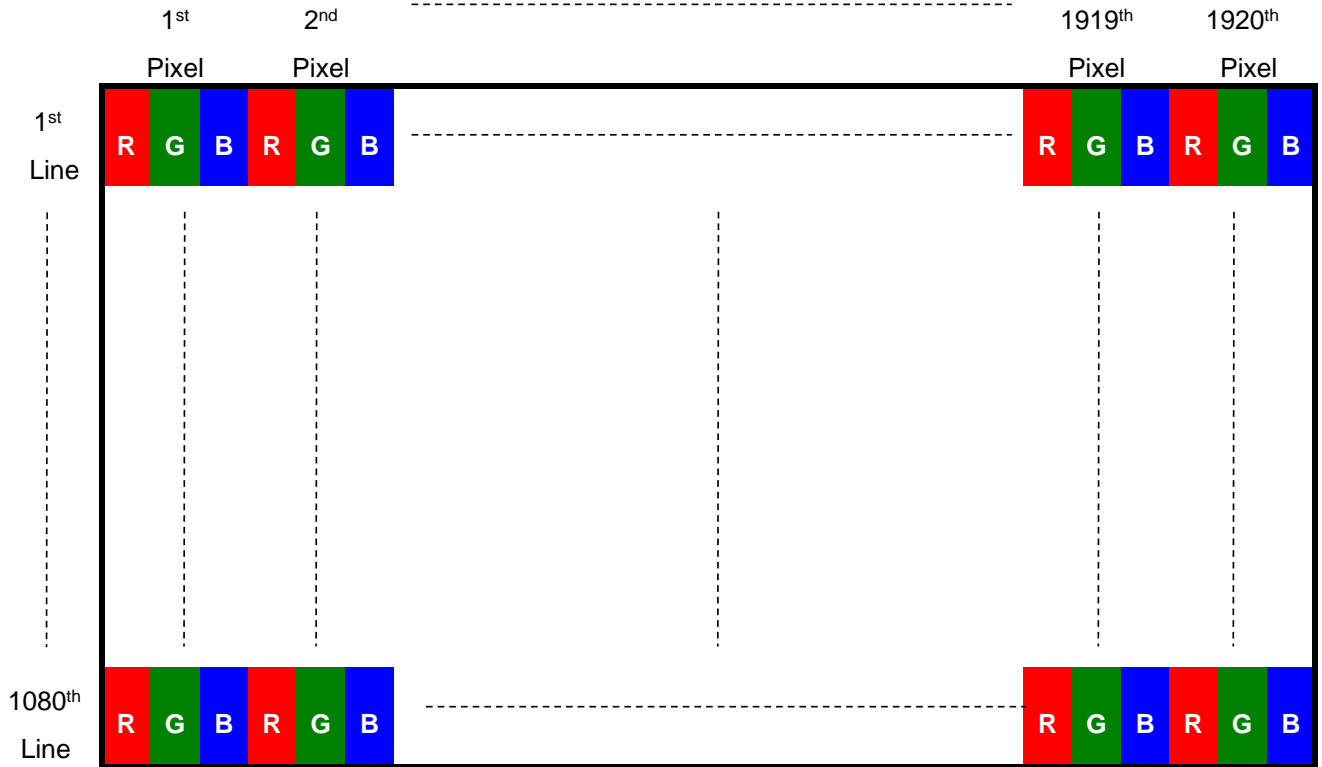 1st 2nd 1919th 1920th
Pixel Pixel Pixel Pixel
1st
Line
R G B R G B R G B R G B
1080th
Line
R G B R G B R G B R G B